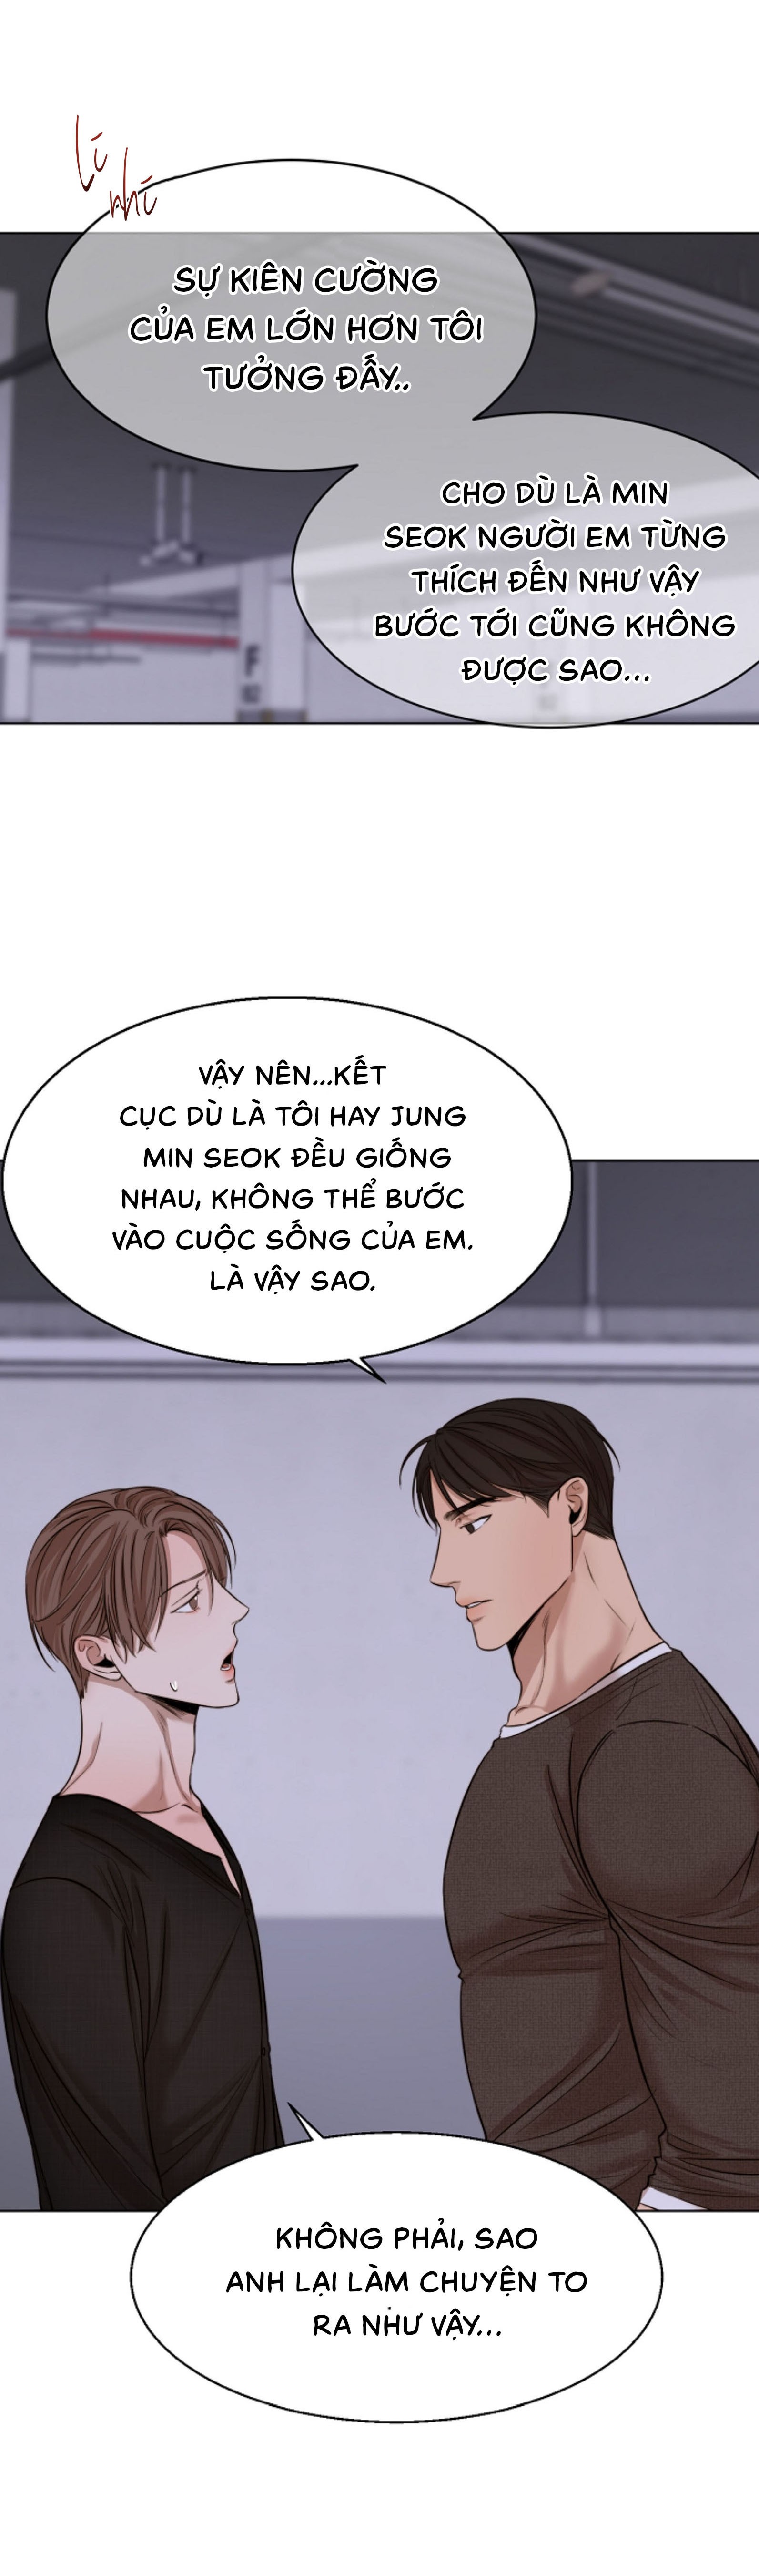 lí
nhí
SỰ KIÊN CƯỜNG
CỦA EM LỚN HƠN TÔI
TƯỞNG ĐẤY..
CHO DÙ LÀ MIN
SEOK NGƯỜI EM TỪNG
THÍCH ĐẾN NHƯ VẬY
BƯỚC TỚI CŨNG KHÔNG
ĐƯỢC SAO...
F
02
VẬY NÊN...KẾT
CỤC DÙ LÀ TÔI HAY JUNG
MIN SEOK ĐỀU GIỐNG
NHAU, KHÔNG THỂ BƯỚC
VÀO CUỘC SỐNG CỦA EM.
LÀ VẬY SAO.
KHÔNG PHẢI, SAO
ANH LẠI LÀM CHUYỆN TO
RA NHƯ VẬY...